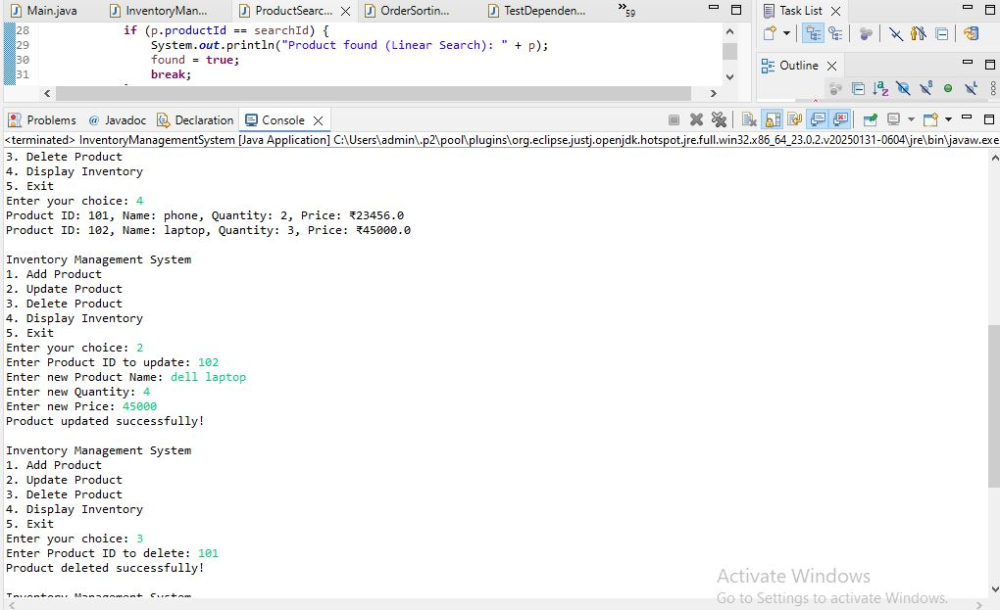 Main.java InventoryMan... ProductSearc... OrderSortin... TestDependen... »59
Task List
28 if (p.productId == searchId) {
29 System.out.println("Product found (Linear Search): " + p);
30 found = true;
31 break;
Outline
Problems @ Javadoc Declaration Console
<terminated> InventoryManagementSystem [Java Application] C:\Users\admin\.p2\pool\plugins\org.eclipse.justj.openjdk.hotspot.jre.full.win32.x86_64_23.0.2.v20250131-0604\jre\bin\javaw.exe
3. Delete Product
4. Display Inventory
5. Exit
Enter your choice: 4
Product ID: 101, Name: phone, Quantity: 2, Price: ₹23456.0
Product ID: 102, Name: laptop, Quantity: 3, Price: ₹45000.0
Inventory Management System
1. Add Product
2. Update Product
3. Delete Product
4. Display Inventory
5. Exit
Enter your choice: 2
Enter Product ID to update: 102
Enter new Product Name: dell laptop
Enter new Quantity: 4
Enter new Price: 45000
Product updated successfully!
Inventory Management System
1. Add Product
2. Update Product
3. Delete Product
4. Display Inventory
5. Exit
Enter your choice: 3
Enter Product ID to delete: 101
Product deleted successfully!
Inventory Management System
Activate Windows
Go to Settings to activate Windows.